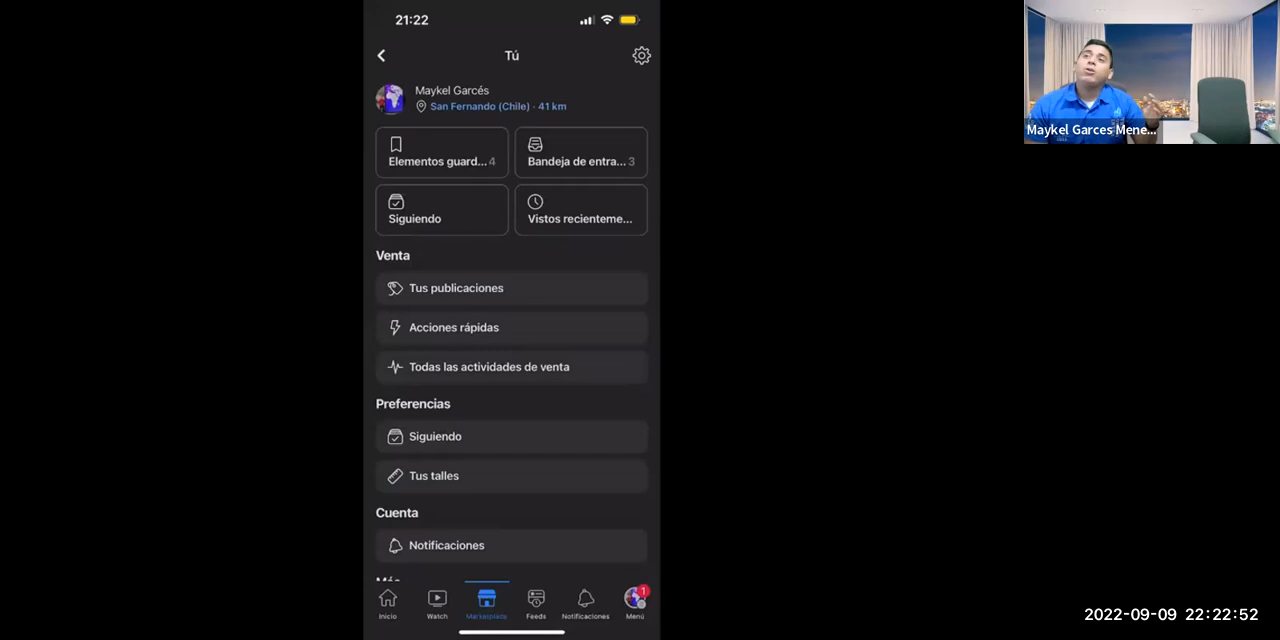 21:22
Tú
Maykel Garcés
San Fernando (Chile) · 41 km
Elementos guard... 4
Bandeja de entra... 3
Siguiendo
Vistos recienteme...
Venta
Tus publicaciones
Acciones rápidas
Todas las actividades de venta
Preferencias
Siguiendo
Tus talles
Cuenta
Notificaciones
Inicio
Watch
Marketplace
Feeds
Notificaciones
Menú
1
Maykel Garces Mene...
2022-09-09 22:22:52